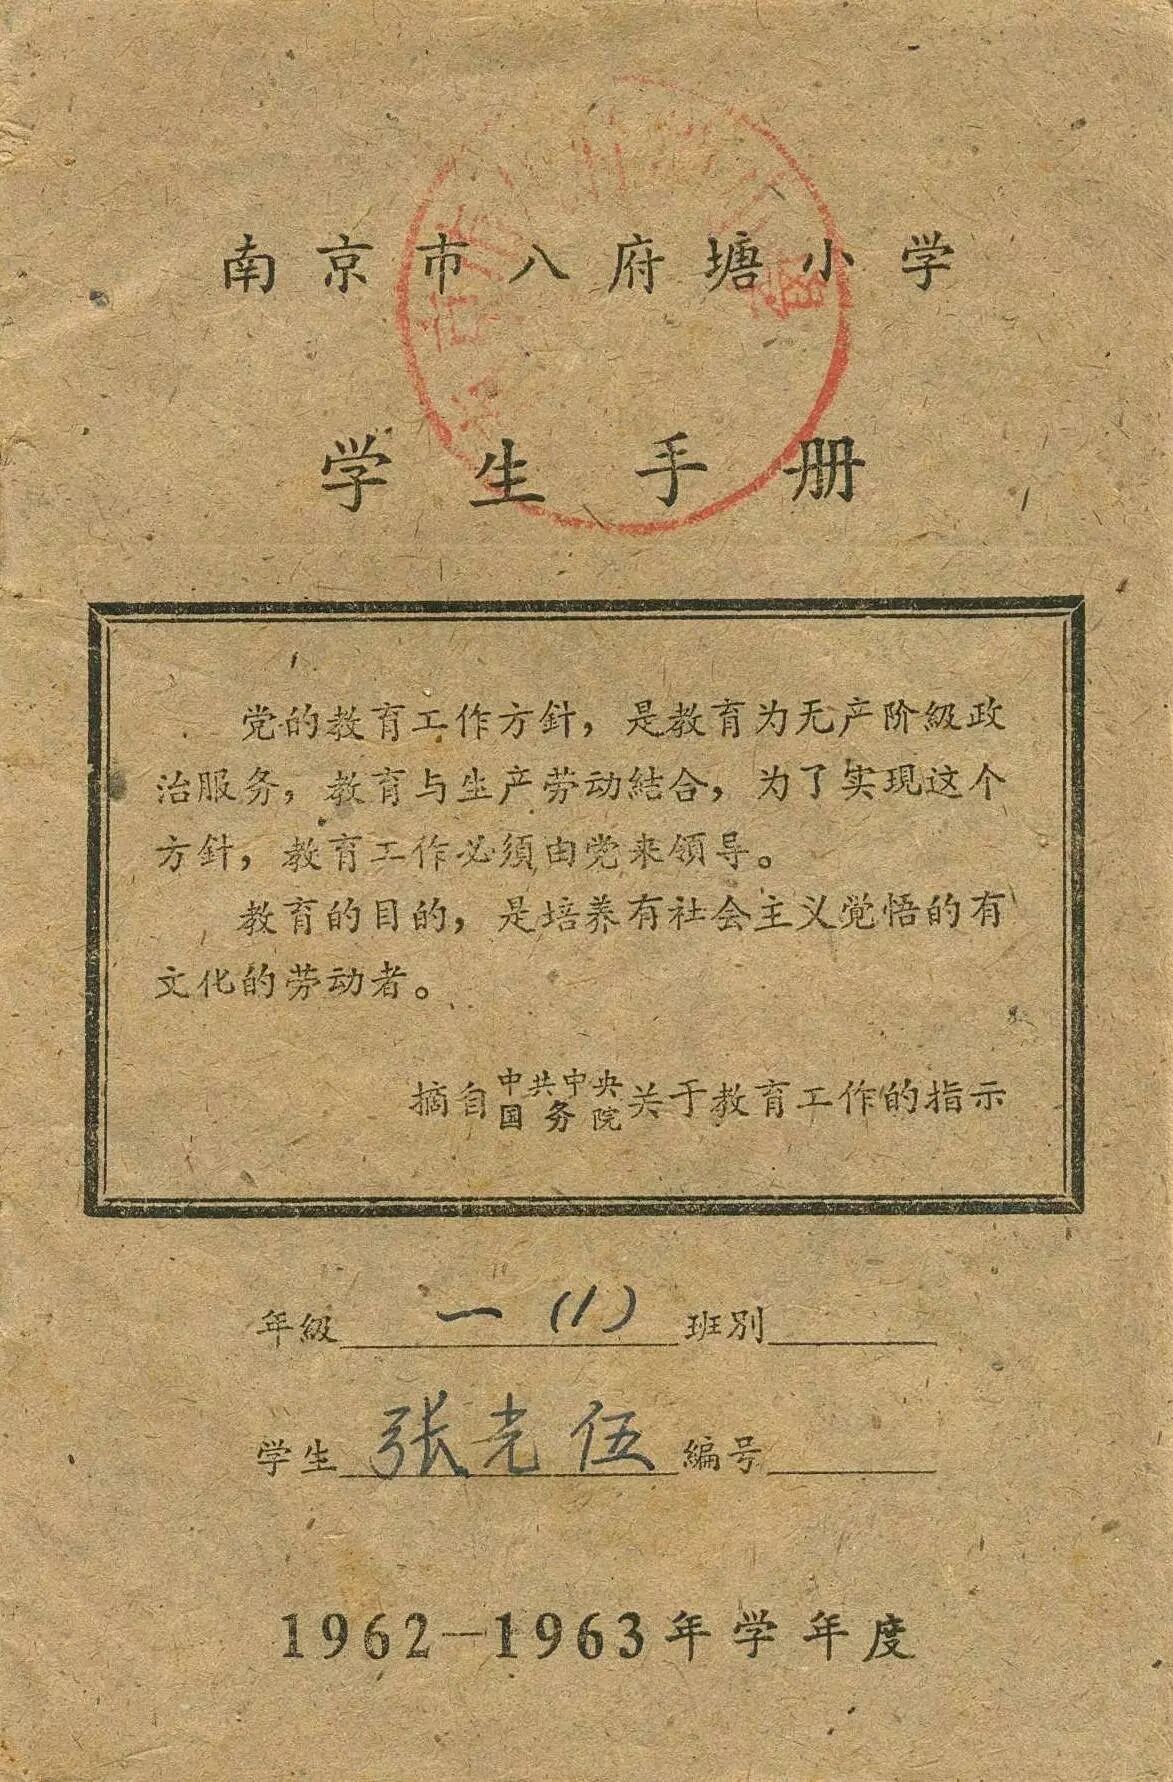 南京市八府塘小学
学生手册
党的教育工作方針，是教育为无产阶級政
治服务，教育与生产劳动結合，为了实现这个
方針，教育工作必須由党来领导。
教育的目的，是培养有社会主义觉悟的有
文化的劳动者。
摘自中共中央国务院关于教育工作的指示
年級 一（1） 班别
学生 张光伍 编号
1962—1963年学年度